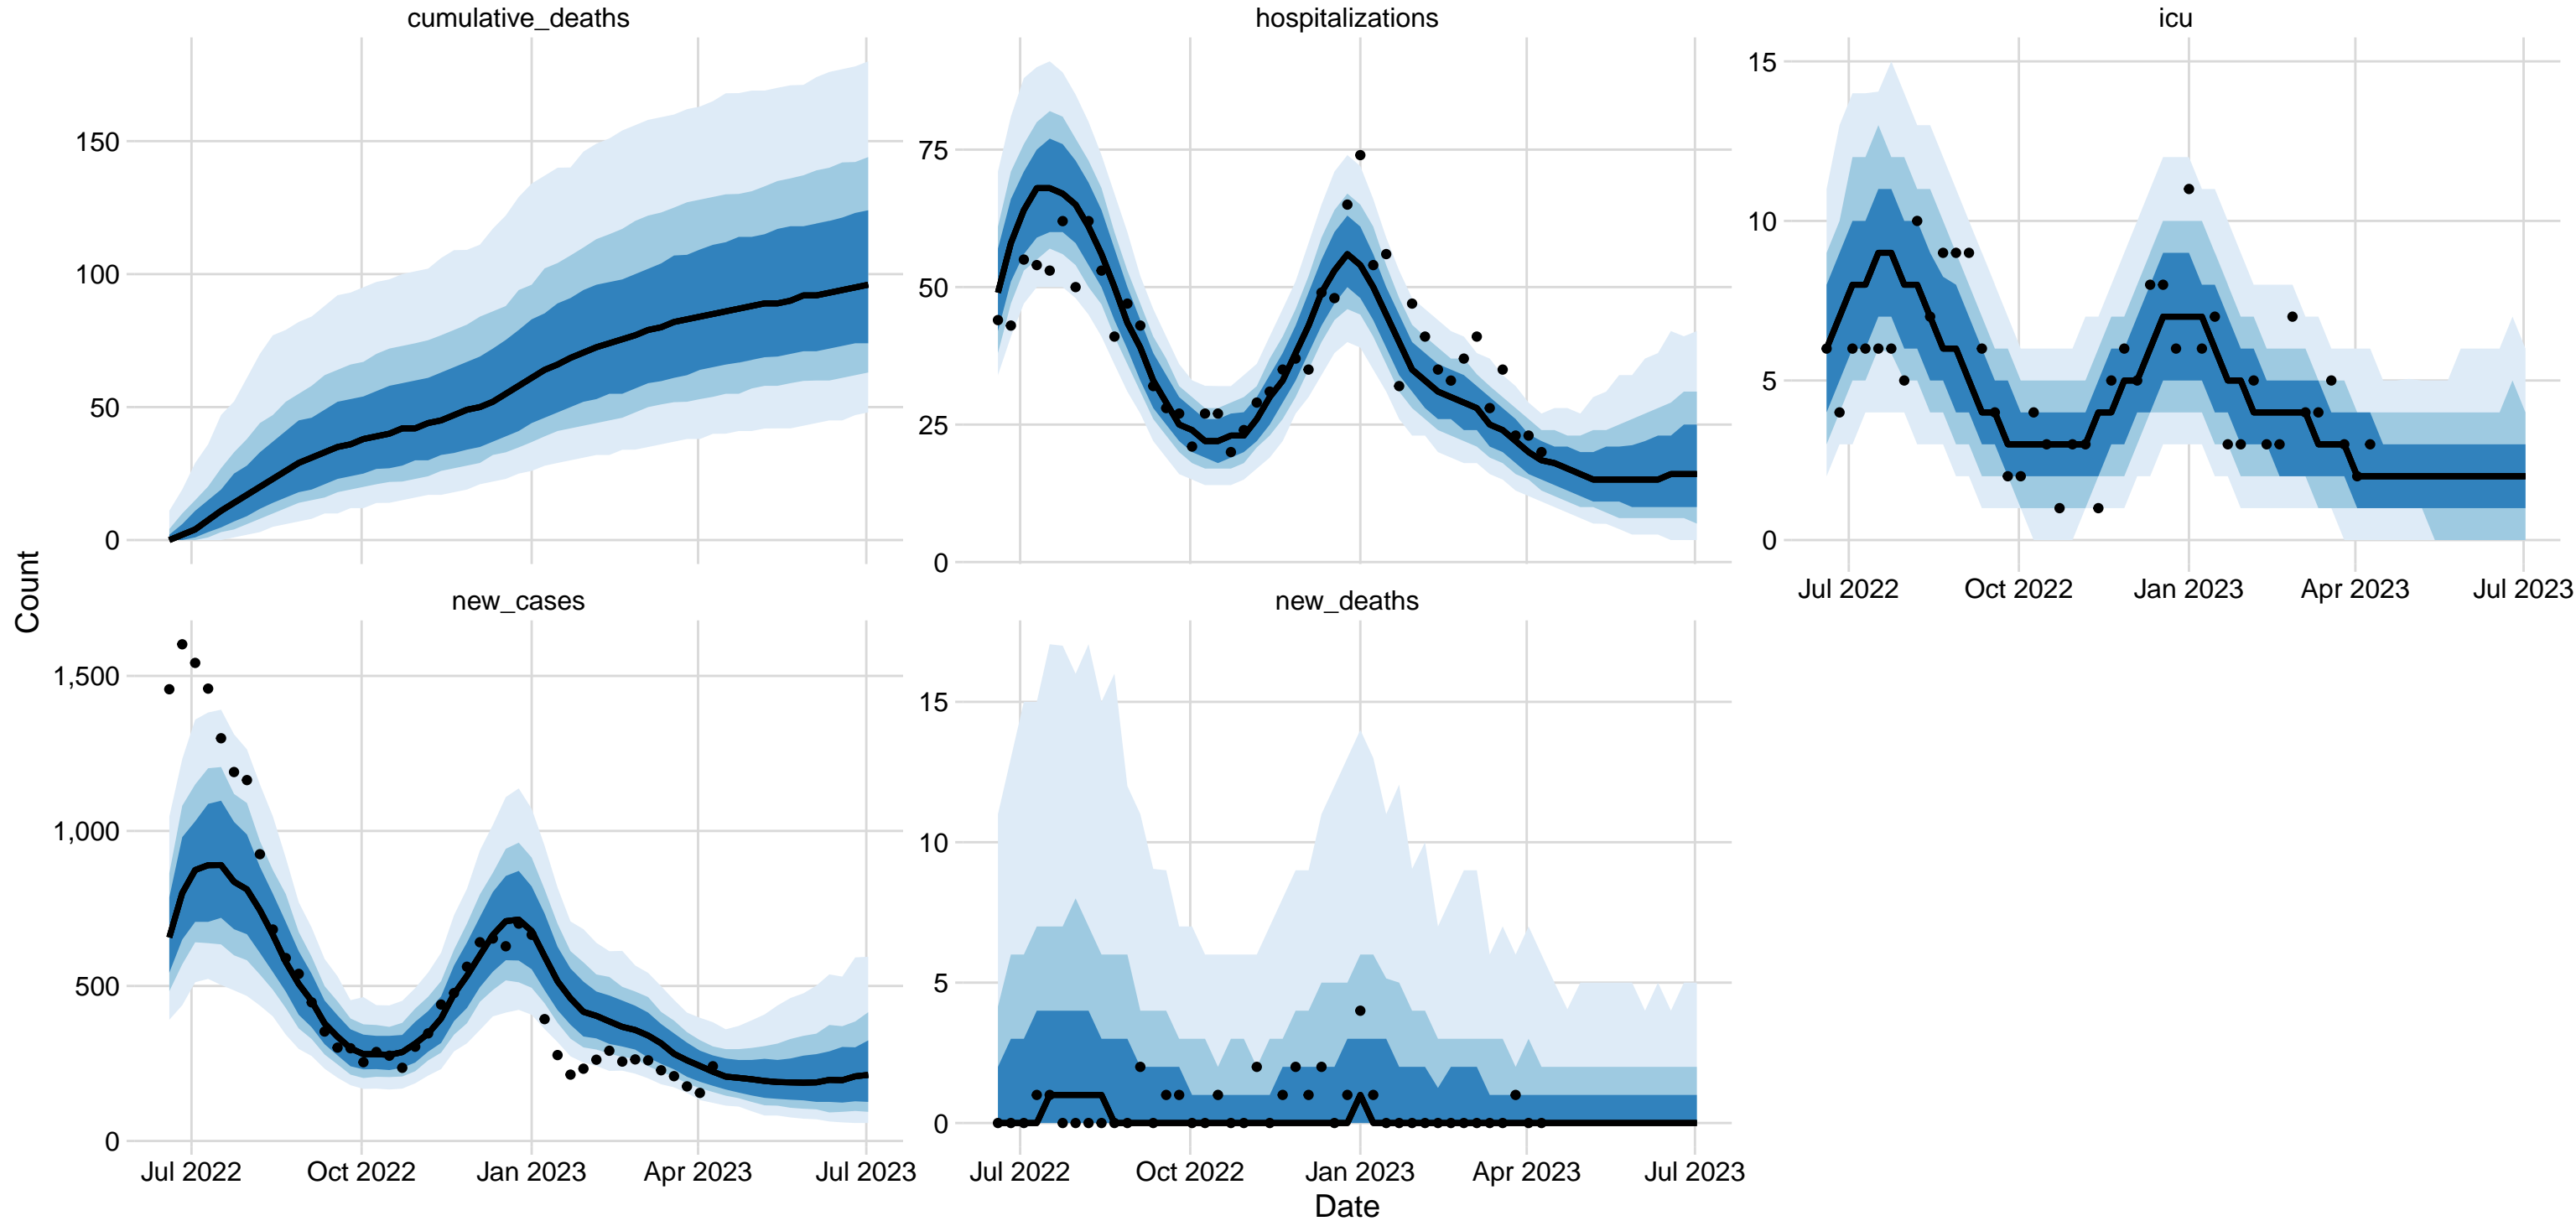 cumulative_deaths
hospitalizations
icu
150
100
50
0
75
50
25
0
15
10
5
0
Jul 2022 Oct 2022 Jan 2023 Apr 2023 Jul 2023
Count
new_cases
new_deaths
1,500
1,000
500
0
15
10
5
0
Jul 2022 Oct 2022 Jan 2023 Apr 2023 Jul 2023
Jul 2022 Oct 2022 Jan 2023 Apr 2023 Jul 2023
Date